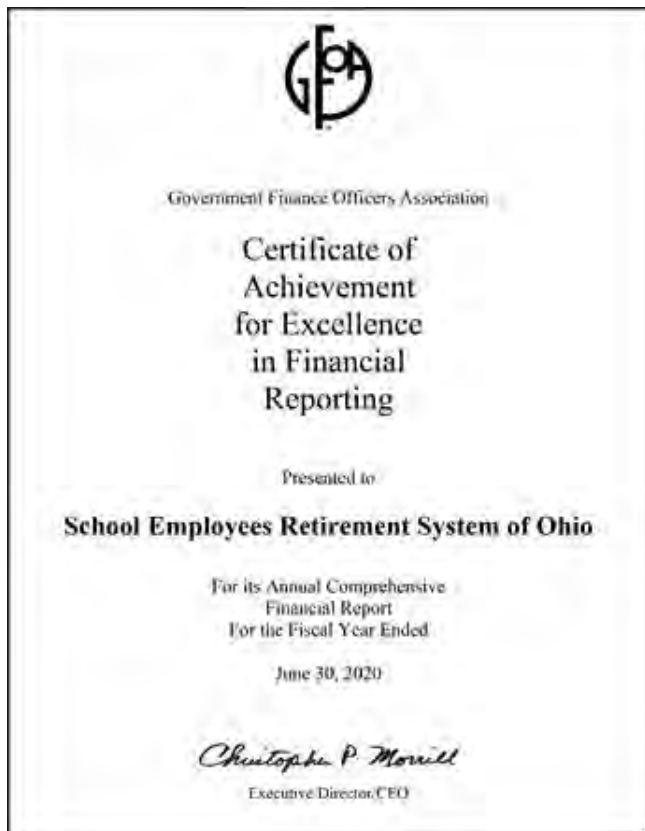 GFOA
Government Finance Officers Association
Certificate of
Achievement
for Excellence
in Financial
Reporting
Presented to
School Employees Retirement System of Ohio
For its Annual Comprehensive
Financial Report
For the Fiscal Year Ended
June 30, 2020
Christopher P. Morrill
Executive Director/CEO